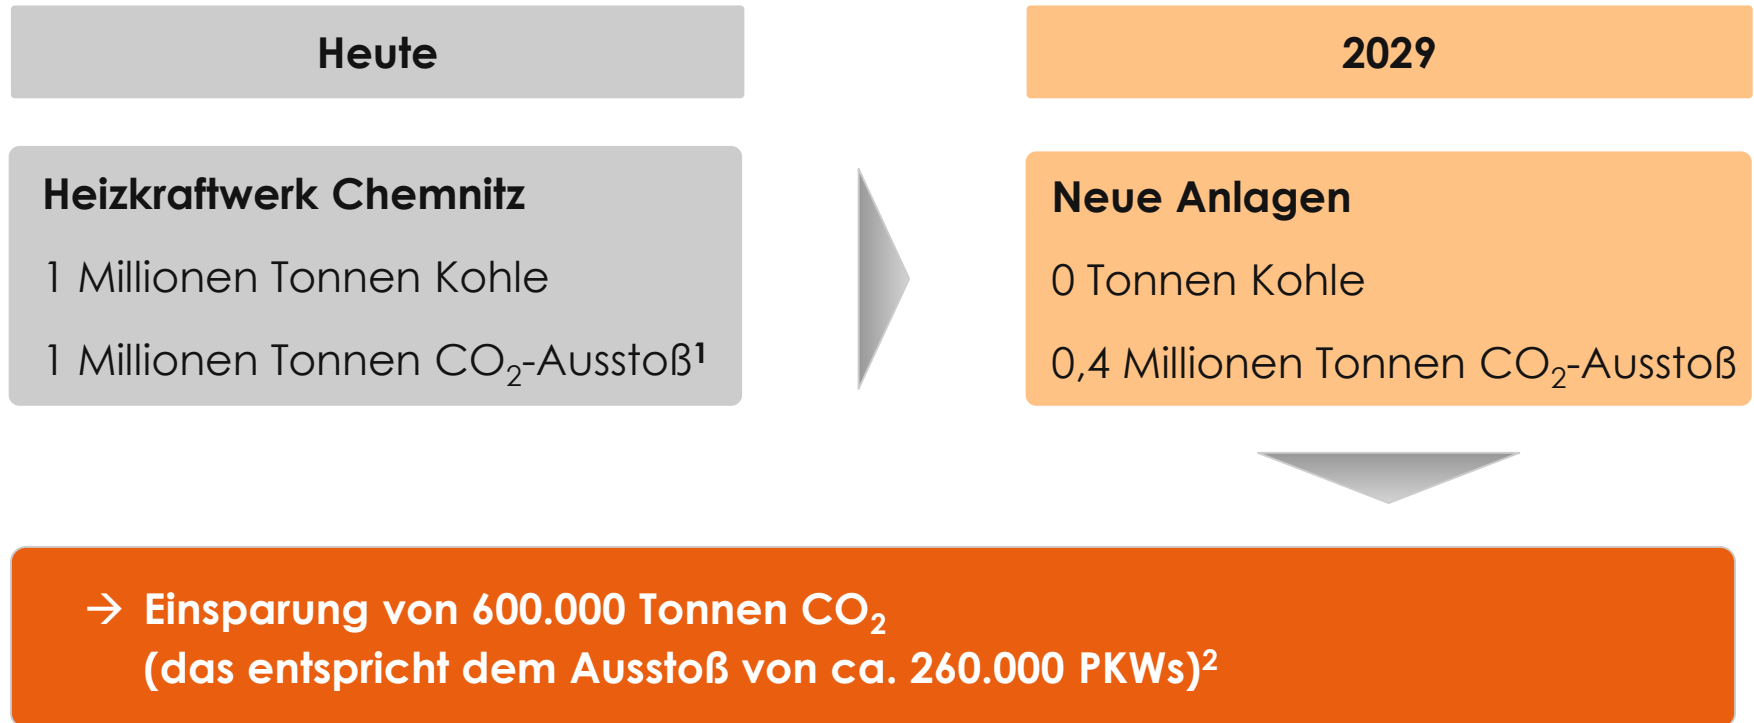 Heute
2029
Heizkraftwerk Chemnitz
1 Millionen Tonnen Kohle
1 Millionen Tonnen CO₂-Ausstoß¹
Neue Anlagen
0 Tonnen Kohle
0,4 Millionen Tonnen CO₂-Ausstoß
→ Einsparung von 600.000 Tonnen CO₂
(das entspricht dem Ausstoß von ca. 260.000 PKWs)²